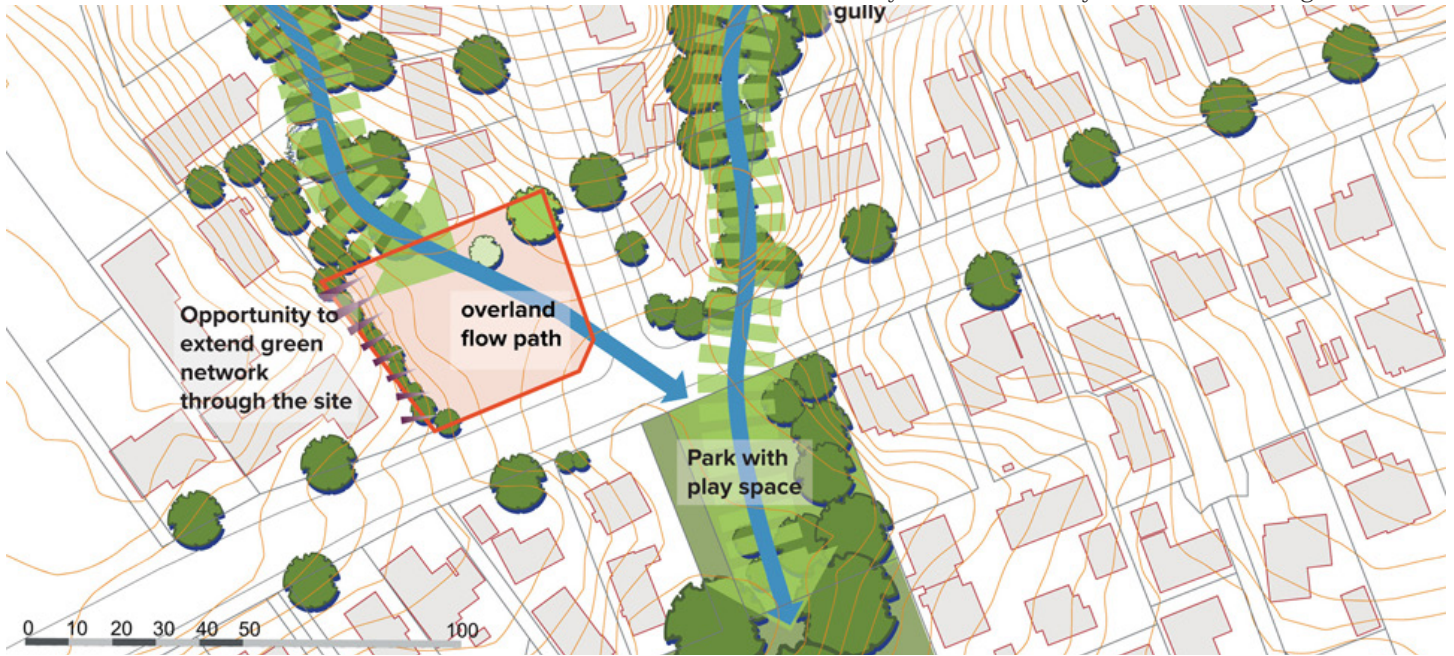 gully
Opportunity to
extend green
network
through the site
overland
flow path
Park with
play space
0 10 20 30 40 50 100